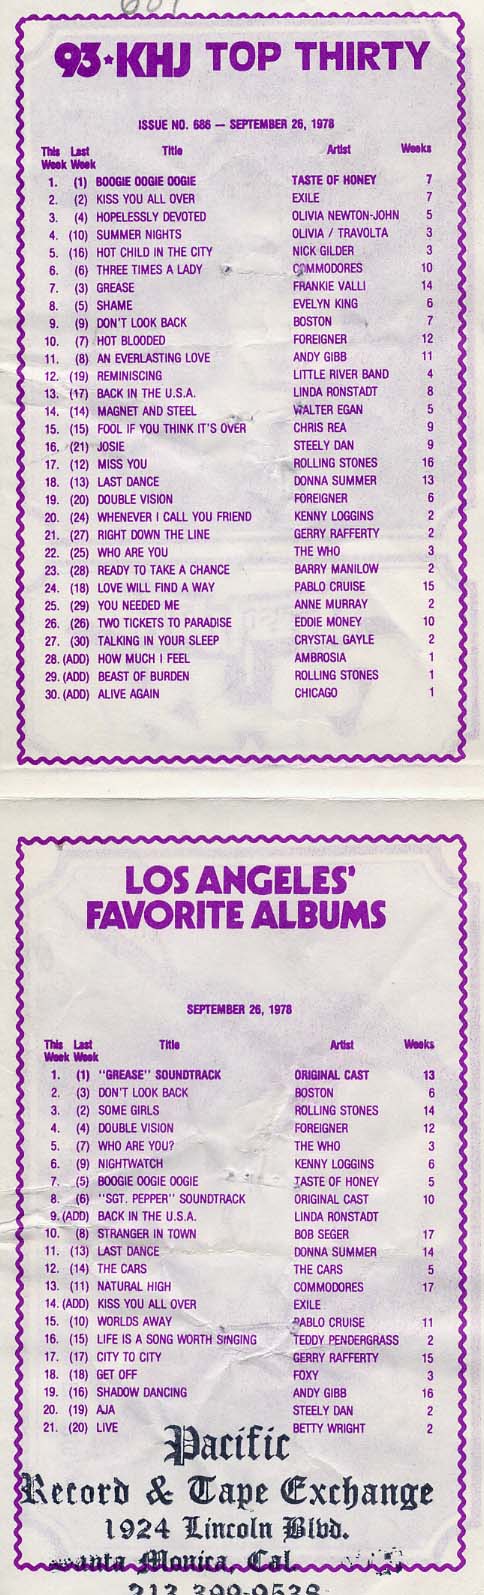 93★KHJ TOP THIRTY
ISSUE NO. 686 — SEPTEMBER 26, 1978
This Week Last Week Title Artist Weeks
1. (1) BOOGIE OOGIE OOGIE TASTE OF HONEY 7
2. (2) KISS YOU ALL OVER EXILE 7
3. (4) HOPELESSLY DEVOTED OLIVIA NEWTON-JOHN 5
4. (10) SUMMER NIGHTS OLIVIA / TRAVOLTA 3
5. (16) HOT CHILD IN THE CITY NICK GILDER 3
6. (6) THREE TIMES A LADY COMMODORES 10
7. (3) GREASE FRANKIE VALLI 14
8. (5) SHAME EVELYN KING 6
9. (9) DON'T LOOK BACK BOSTON 7
10. (7) HOT BLOODED FOREIGNER 12
11. (8) AN EVERLASTING LOVE ANDY GIBB 11
12. (19) REMINISCING LITTLE RIVER BAND 4
13. (17) BACK IN THE U.S.A. LINDA RONSTADT 8
14. (14) MAGNET AND STEEL WALTER EGAN 5
15. (15) FOOL IF YOU THINK IT'S OVER CHRIS REA 9
16. (21) JOSIE STEELY DAN 9
17. (12) MISS YOU ROLLING STONES 16
18. (13) LAST DANCE DONNA SUMMER 13
19. (20) DOUBLE VISION FOREIGNER 6
20. (24) WHENEVER I CALL YOU FRIEND KENNY LOGGINS 2
21. (27) RIGHT DOWN THE LINE GERRY RAFFERTY 2
22. (25) WHO ARE YOU THE WHO 3
23. (28) READY TO TAKE A CHANCE BARRY MANILOW 2
24. (18) LOVE WILL FIND A WAY PABLO CRUISE 15
25. (29) YOU NEEDED ME ANNE MURRAY 2
26. (26) TWO TICKETS TO PARADISE EDDIE MONEY 10
27. (30) TALKING IN YOUR SLEEP CRYSTAL GAYLE 2
28. (ADD) HOW MUCH I FEEL AMBROSIA 1
29. (ADD) BEAST OF BURDEN ROLLING STONES 1
30. (ADD) ALIVE AGAIN CHICAGO 1
LOS ANGELES'
FAVORITE ALBUMS
SEPTEMBER 26, 1978
This Week Last Week Title Artist Weeks
1. (1) "GREASE" SOUNDTRACK ORIGINAL CAST 13
2. (3) DON'T LOOK BACK BOSTON 6
3. (2) SOME GIRLS ROLLING STONES 14
4. (4) DOUBLE VISION FOREIGNER 12
5. (7) WHO ARE YOU? THE WHO 3
6. (9) NIGHTWATCH KENNY LOGGINS 6
7. (5) BOOGIE OOGIE OOGIE TASTE OF HONEY 5
8. (6) "SGT. PEPPER" SOUNDTRACK ORIGINAL CAST 10
9. (ADD) BACK IN THE U.S.A. LINDA RONSTADT
10. (8) STRANGER IN TOWN BOB SEGER 17
11. (13) LAST DANCE DONNA SUMMER 14
12. (14) THE CARS THE CARS 5
13. (11) NATURAL HIGH COMMODORES 17
14. (ADD) KISS YOU ALL OVER EXILE
15. (10) WORLDS AWAY PABLO CRUISE 11
16. (15) LIFE IS A SONG WORTH SINGING TEDDY PENDERGRASS 2
17. (17) CITY TO CITY GERRY RAFFERTY 15
18. (18) GET OFF FOXY 3
19. (16) SHADOW DANCING ANDY GIBB 16
20. (19) AJA STEELY DAN 2
21. (20) LIVE BETTY WRIGHT 2
Pacific
Record & Tape Exchange
1924 Lincoln Blvd.
Santa Monica, Cal.
213 399-9538